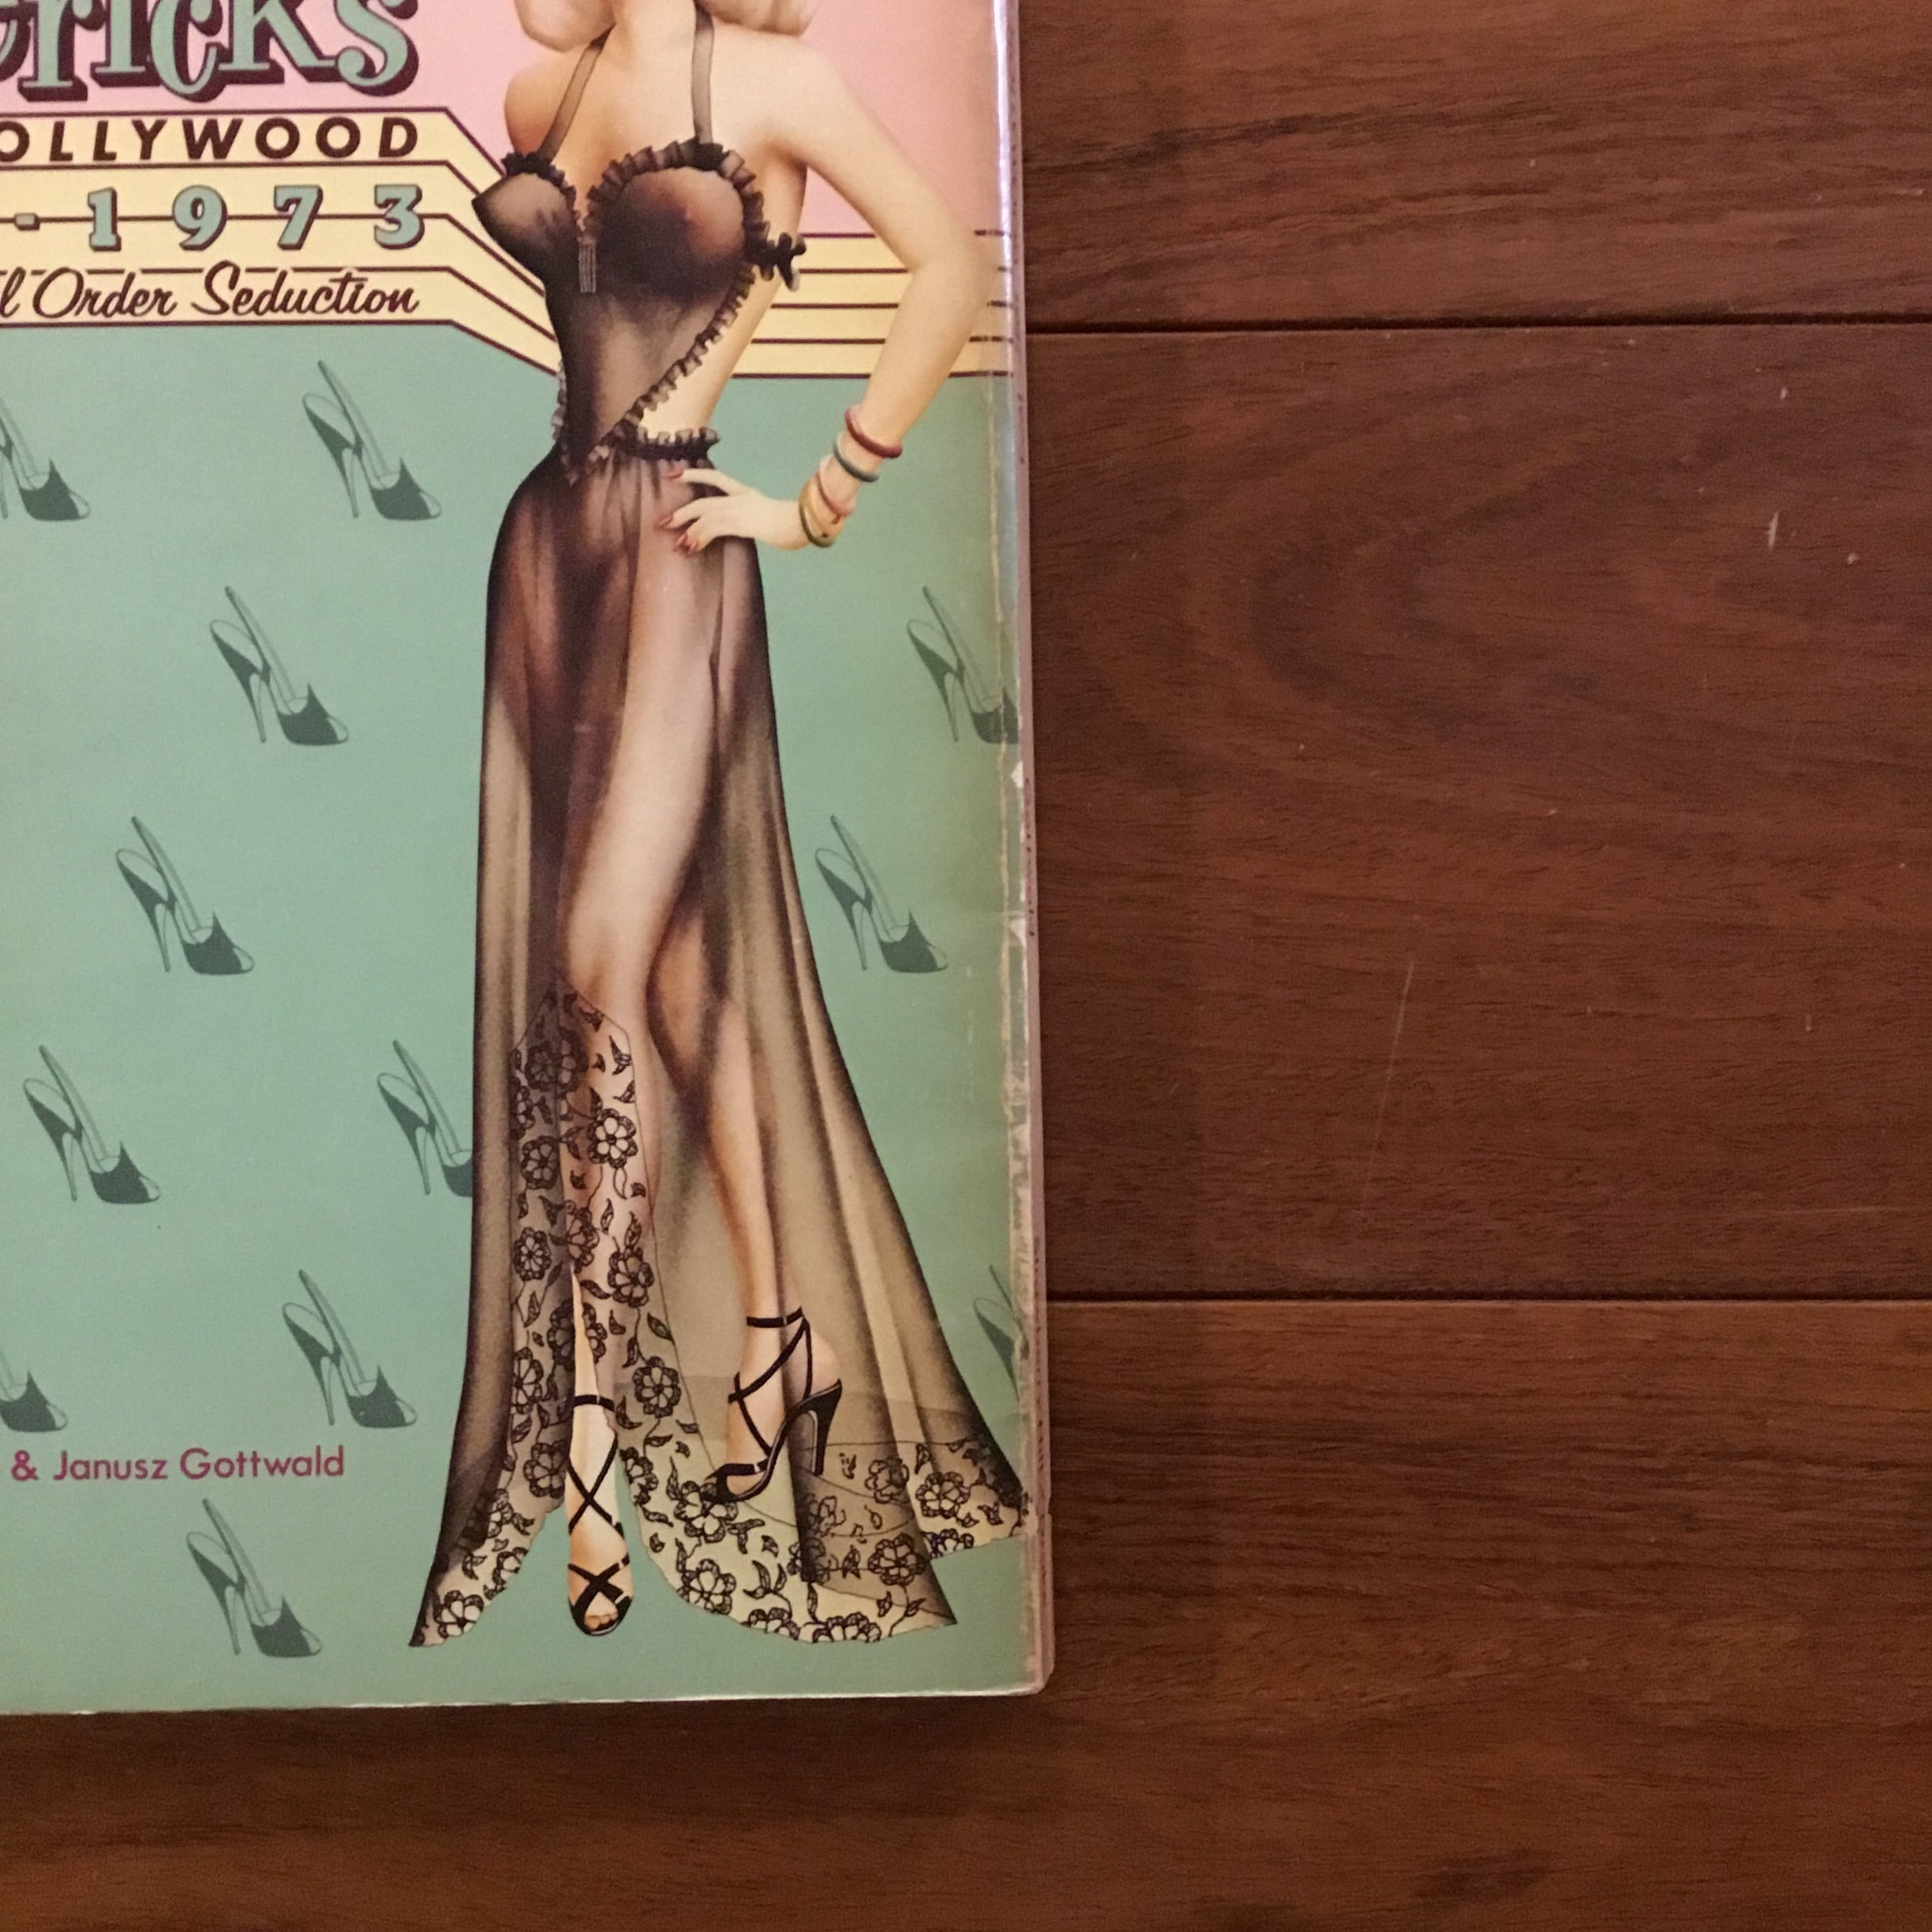 ericks
OLLYWOOD
- 1973
l Order Seduction
& Janusz Gottwald